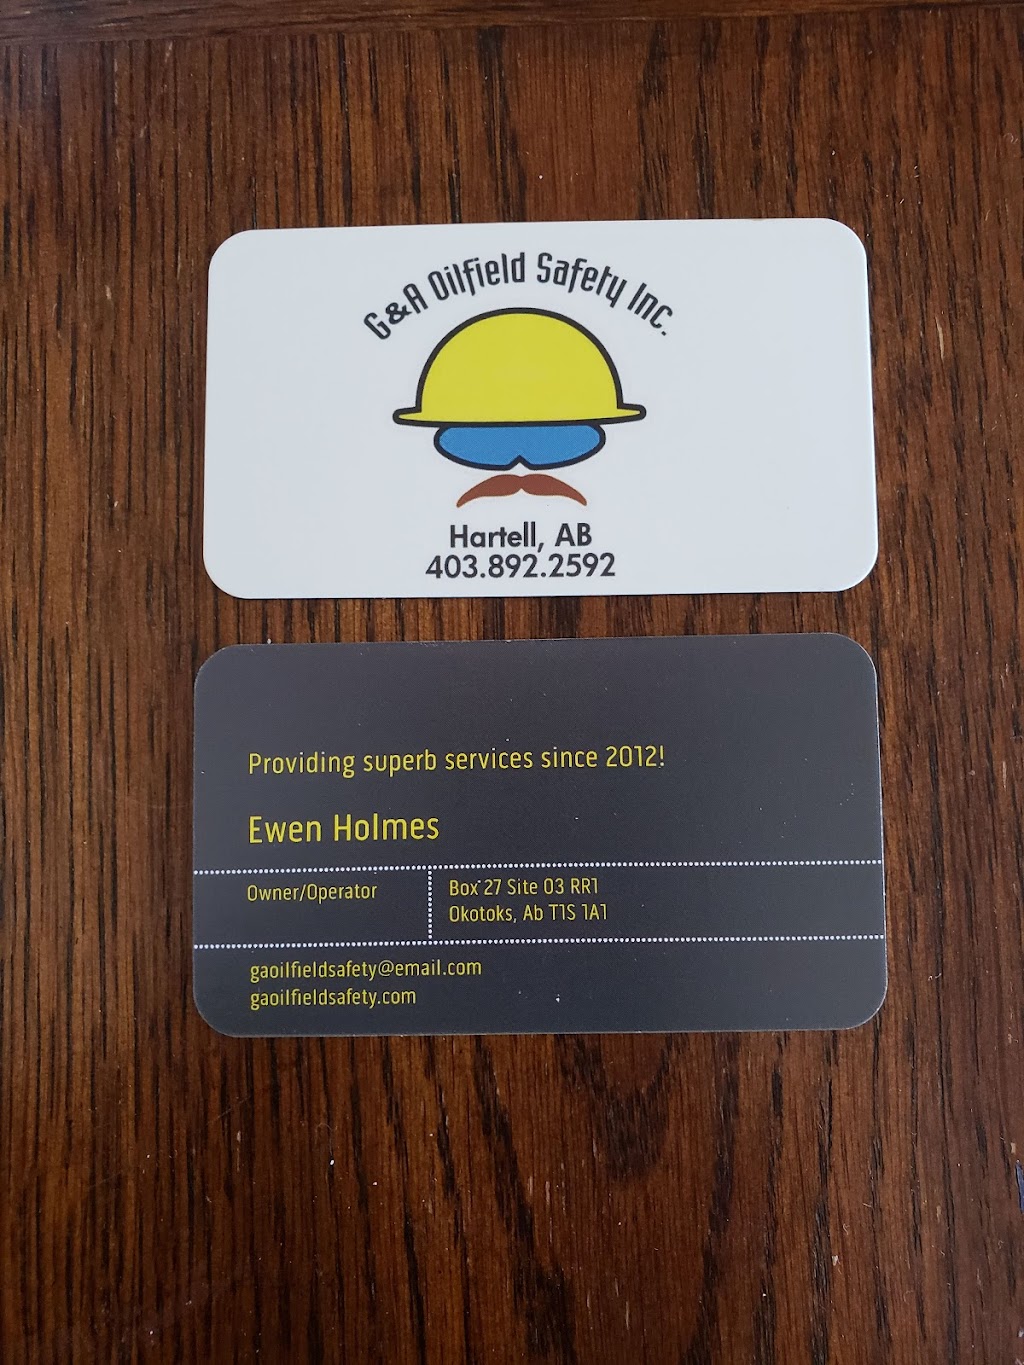 G&A Oilfield Safety Inc.
Hartell, AB
403.892.2592
Providing superb services since 2012!
Ewen Holmes
Owner/Operator
Box 27 Site 03 RR1
Okotoks, Ab T1S 1A1
gaoilfieldsafety@email.com
gaoilfieldsafety.com